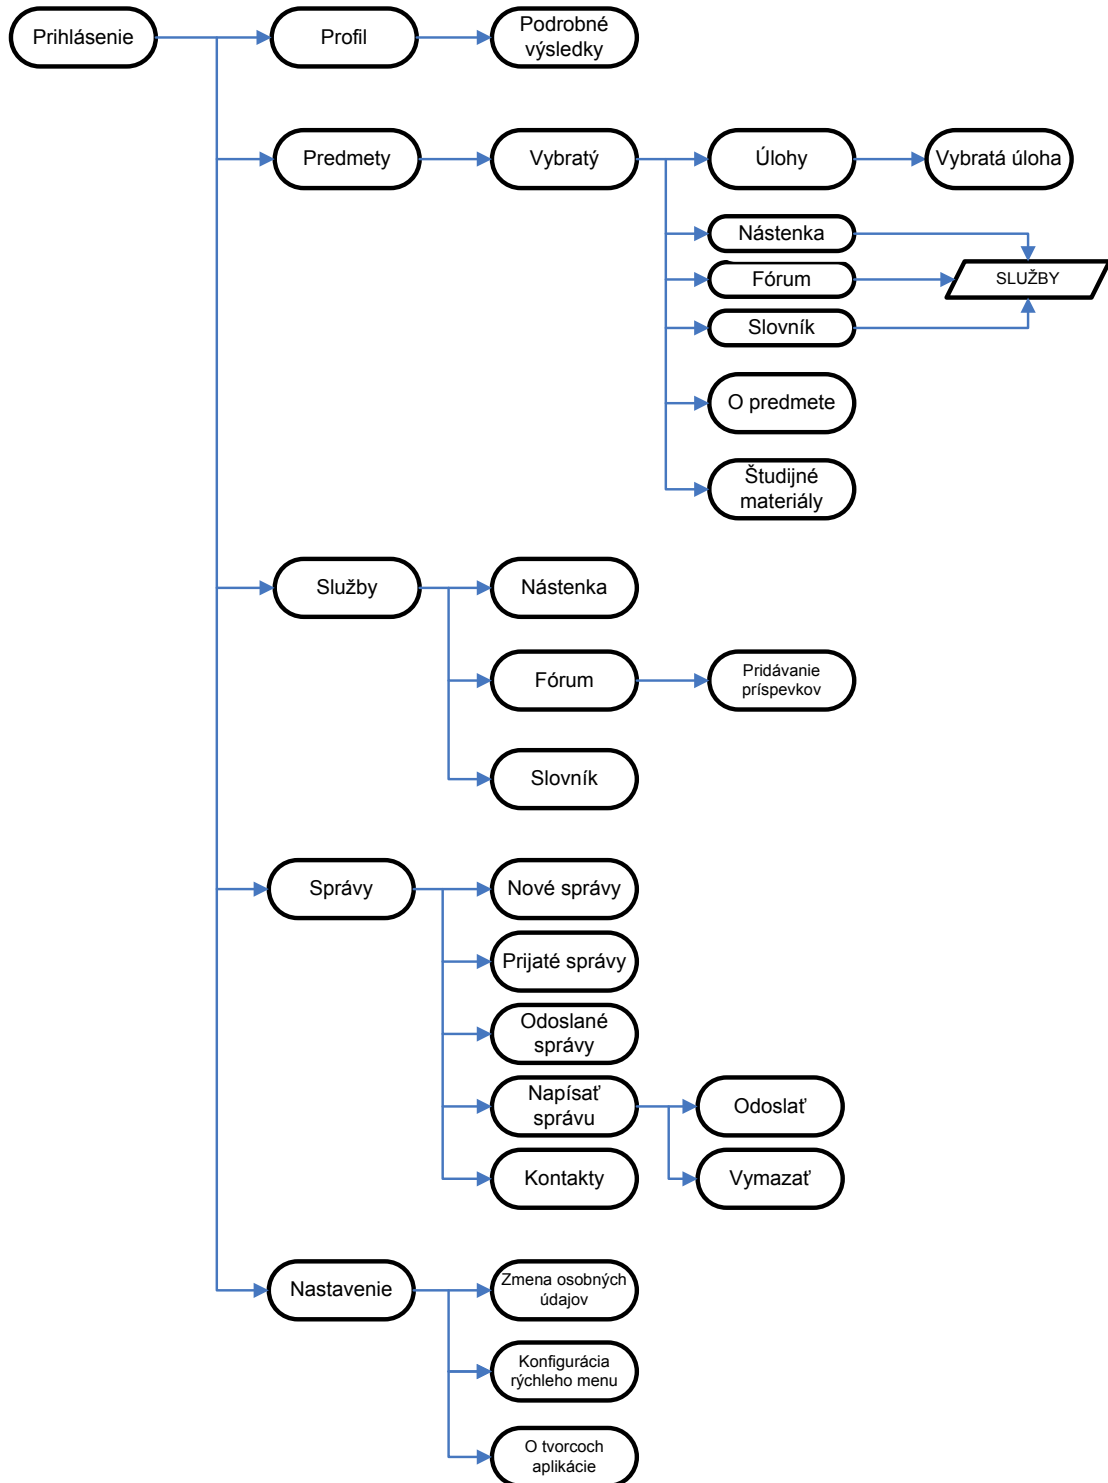 Prihlásenie
Profil
Podrobné
výsledky
Predmety
Vybratý
Úlohy
Vybratá úloha
Nástenka
Fórum
SLUŽBY
Slovník
O predmete
Študijné
materiály
Služby
Nástenka
Fórum
Pridávanie
príspevkov
Slovník
Správy
Nové správy
Prijaté správy
Odoslané
správy
Napísať
správu
Odoslať
Kontakty
Vymazať
Nastavenie
Zmena osobných
údajov
Konfigurácia
rýchleho menu
O tvorcoch
aplikácie